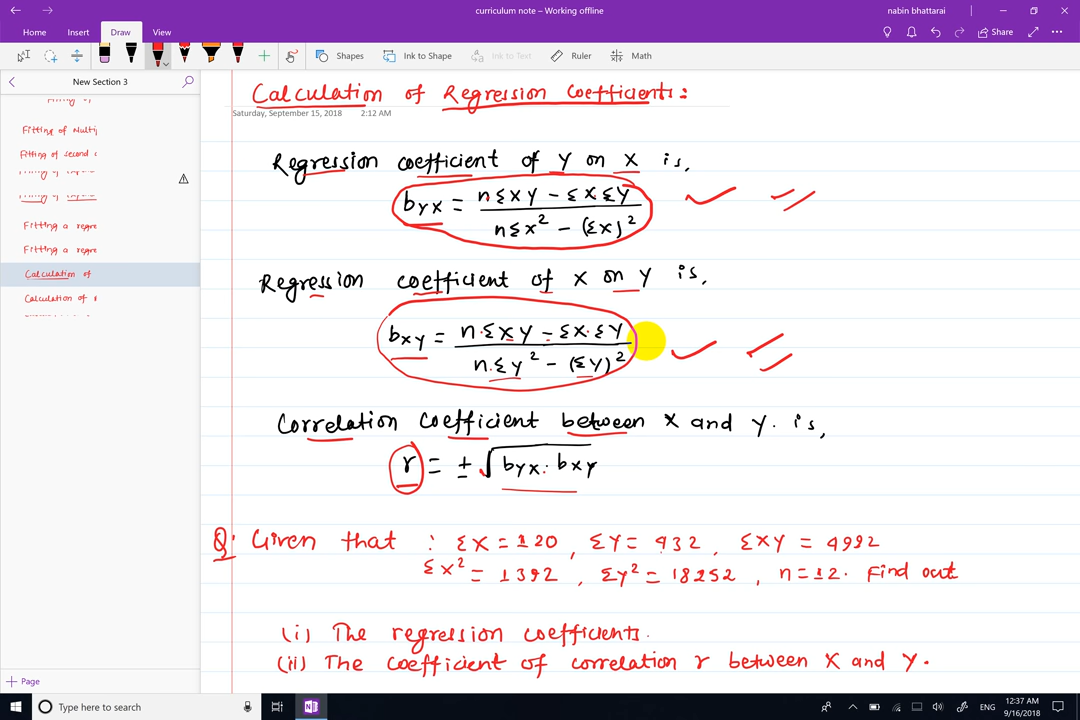 curriculum note – Working offline
nabin bhattarai
Home Insert Draw View
Share
Shapes Ink to Shape Ink to Text Ruler Math
New Section 3
Calculation of Regression Coefficients:
Saturday, September 15, 2018 2:12 AM
Fitting of
Fitting of Multip
Fitting of second
Fitting a regre
Fitting a regre
Calculation of
Calculation of
Regression coefficient of Y on X is,
byx = nΣXY - ΣXΣY / nΣX² - (ΣX)²
Regression coefficient of X on Y is,
bxy = n·ΣXY - ΣX·ΣY / n·ΣY² - (ΣY)²
Correlation coefficient between X and Y. is,
r = ± √byx·bxy
Q: Given that : ΣX = 120, ΣY = 432, ΣXY = 4992
ΣX² = 1392, ΣY² = 18252, n = 12. Find out
(i) The regression coefficients.
(ii) The coefficient of correlation r between X and Y.
Page
Type here to search
ENG
12:37 AM
9/16/2018